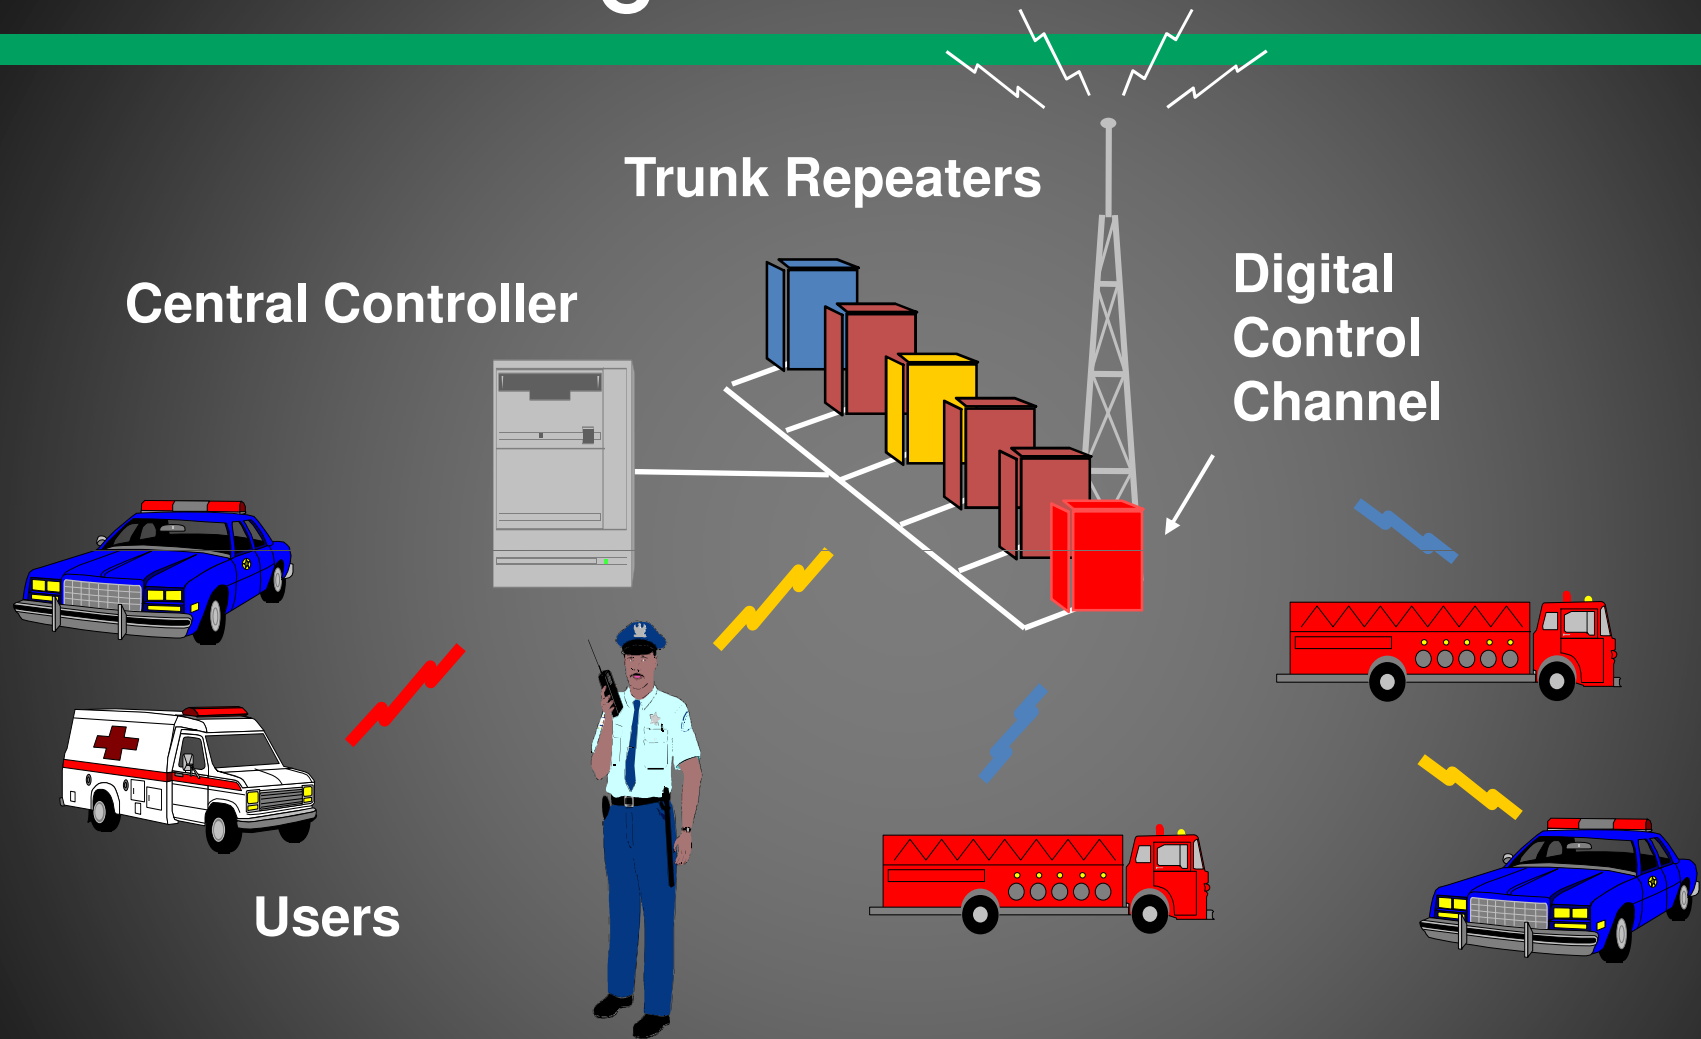 Trunk Repeaters
Central Controller
Digital
Control
Channel
Users